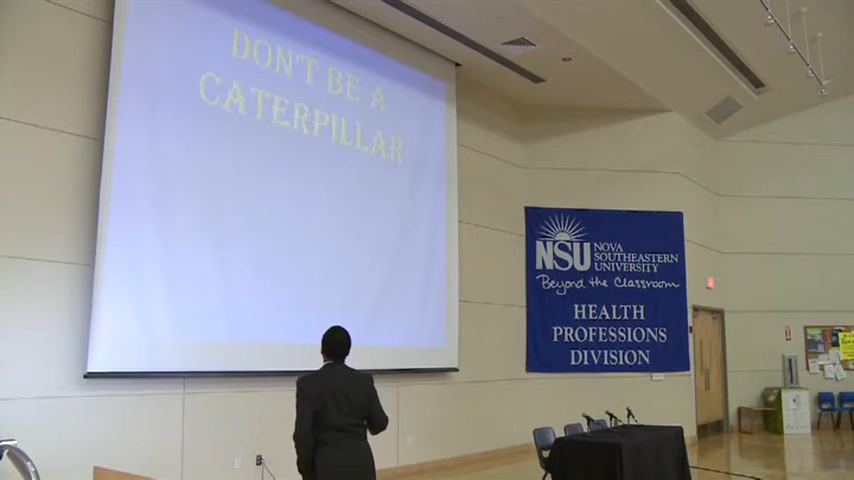 DON'T BE A
CATERPILLAR
NSU
NOVA
SOUTHEASTERN
UNIVERSITY
Beyond the Classroom
HEALTH
PROFESSIONS
DIVISION